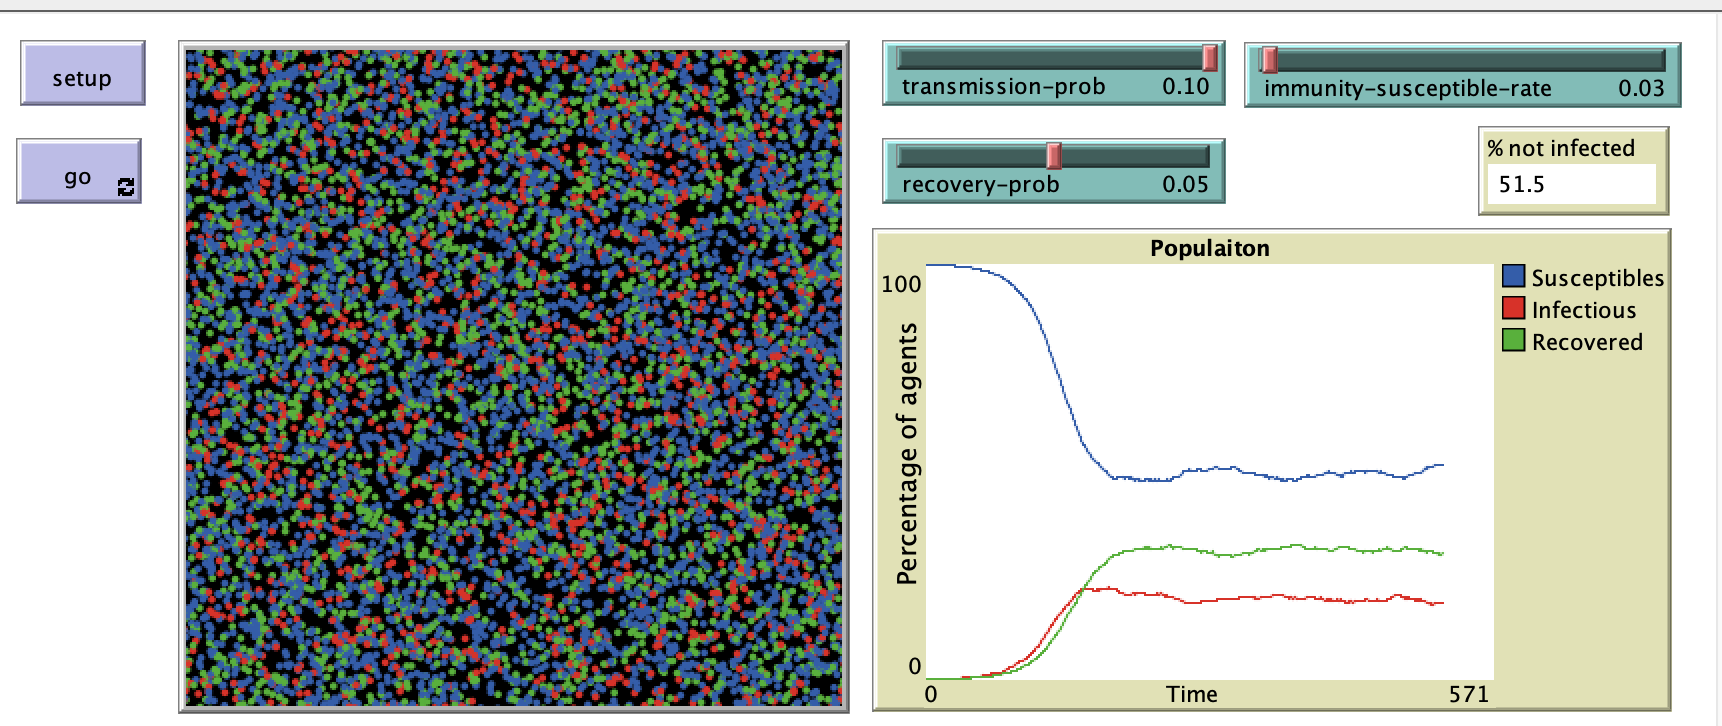 setup
go
transmission-prob 0.10
immunity-susceptible-rate 0.03
recovery-prob 0.05
% not infected
51.5
Populaiton
100
0
Percentage of agents
0 Time 571
Susceptibles
Infectious
Recovered